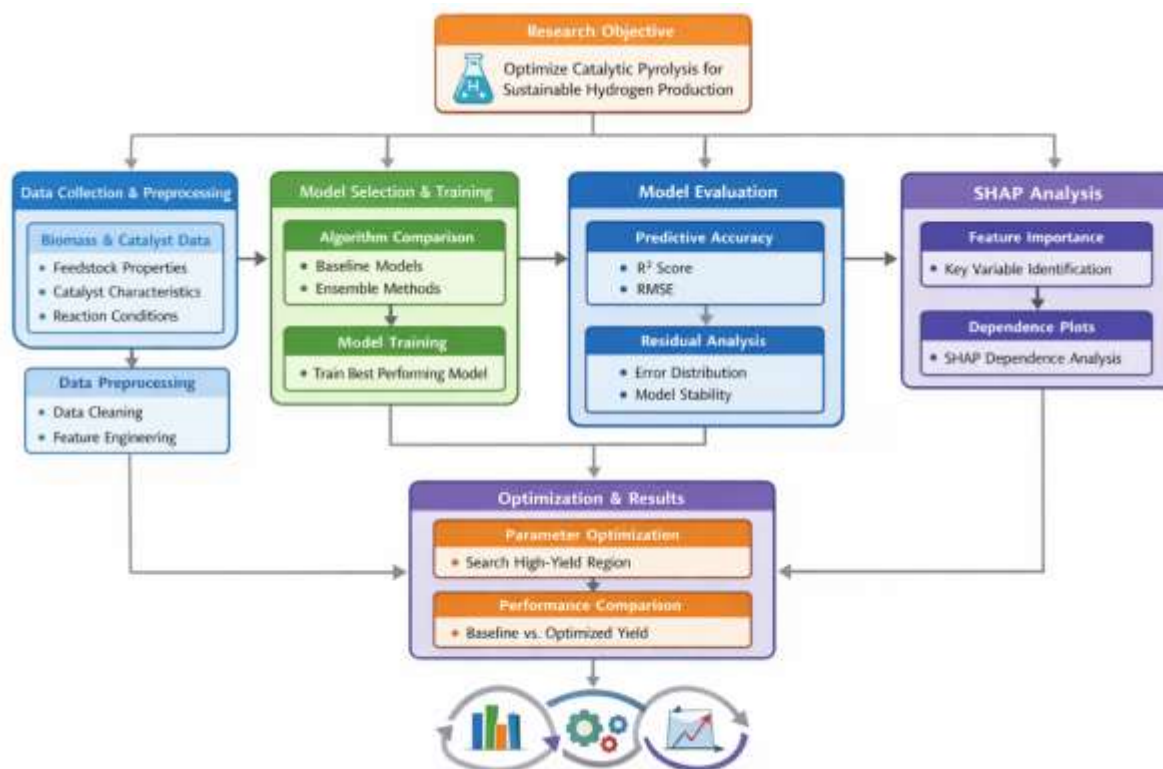 Research Objective
H
Optimize Catalytic Pyrolysis for
Sustainable Hydrogen Production
Data Collection & Preprocessing
Biomass & Catalyst Data
• Feedstock Properties
• Catalyst Characteristics
• Reaction Conditions
Data Preprocessing
• Data Cleaning
• Feature Engineering
Model Selection & Training
Algorithm Comparison
• Baseline Models
• Ensemble Methods
Model Training
• Train Best Performing Model
Model Evaluation
Predictive Accuracy
• R² Score
• RMSE
Residual Analysis
• Error Distribution
• Model Stability
SHAP Analysis
Feature Importance
• Key Variable Identification
Dependence Plots
• SHAP Dependence Analysis
Optimization & Results
Parameter Optimization
• Search High-Yield Region
Performance Comparison
• Baseline vs. Optimized Yield